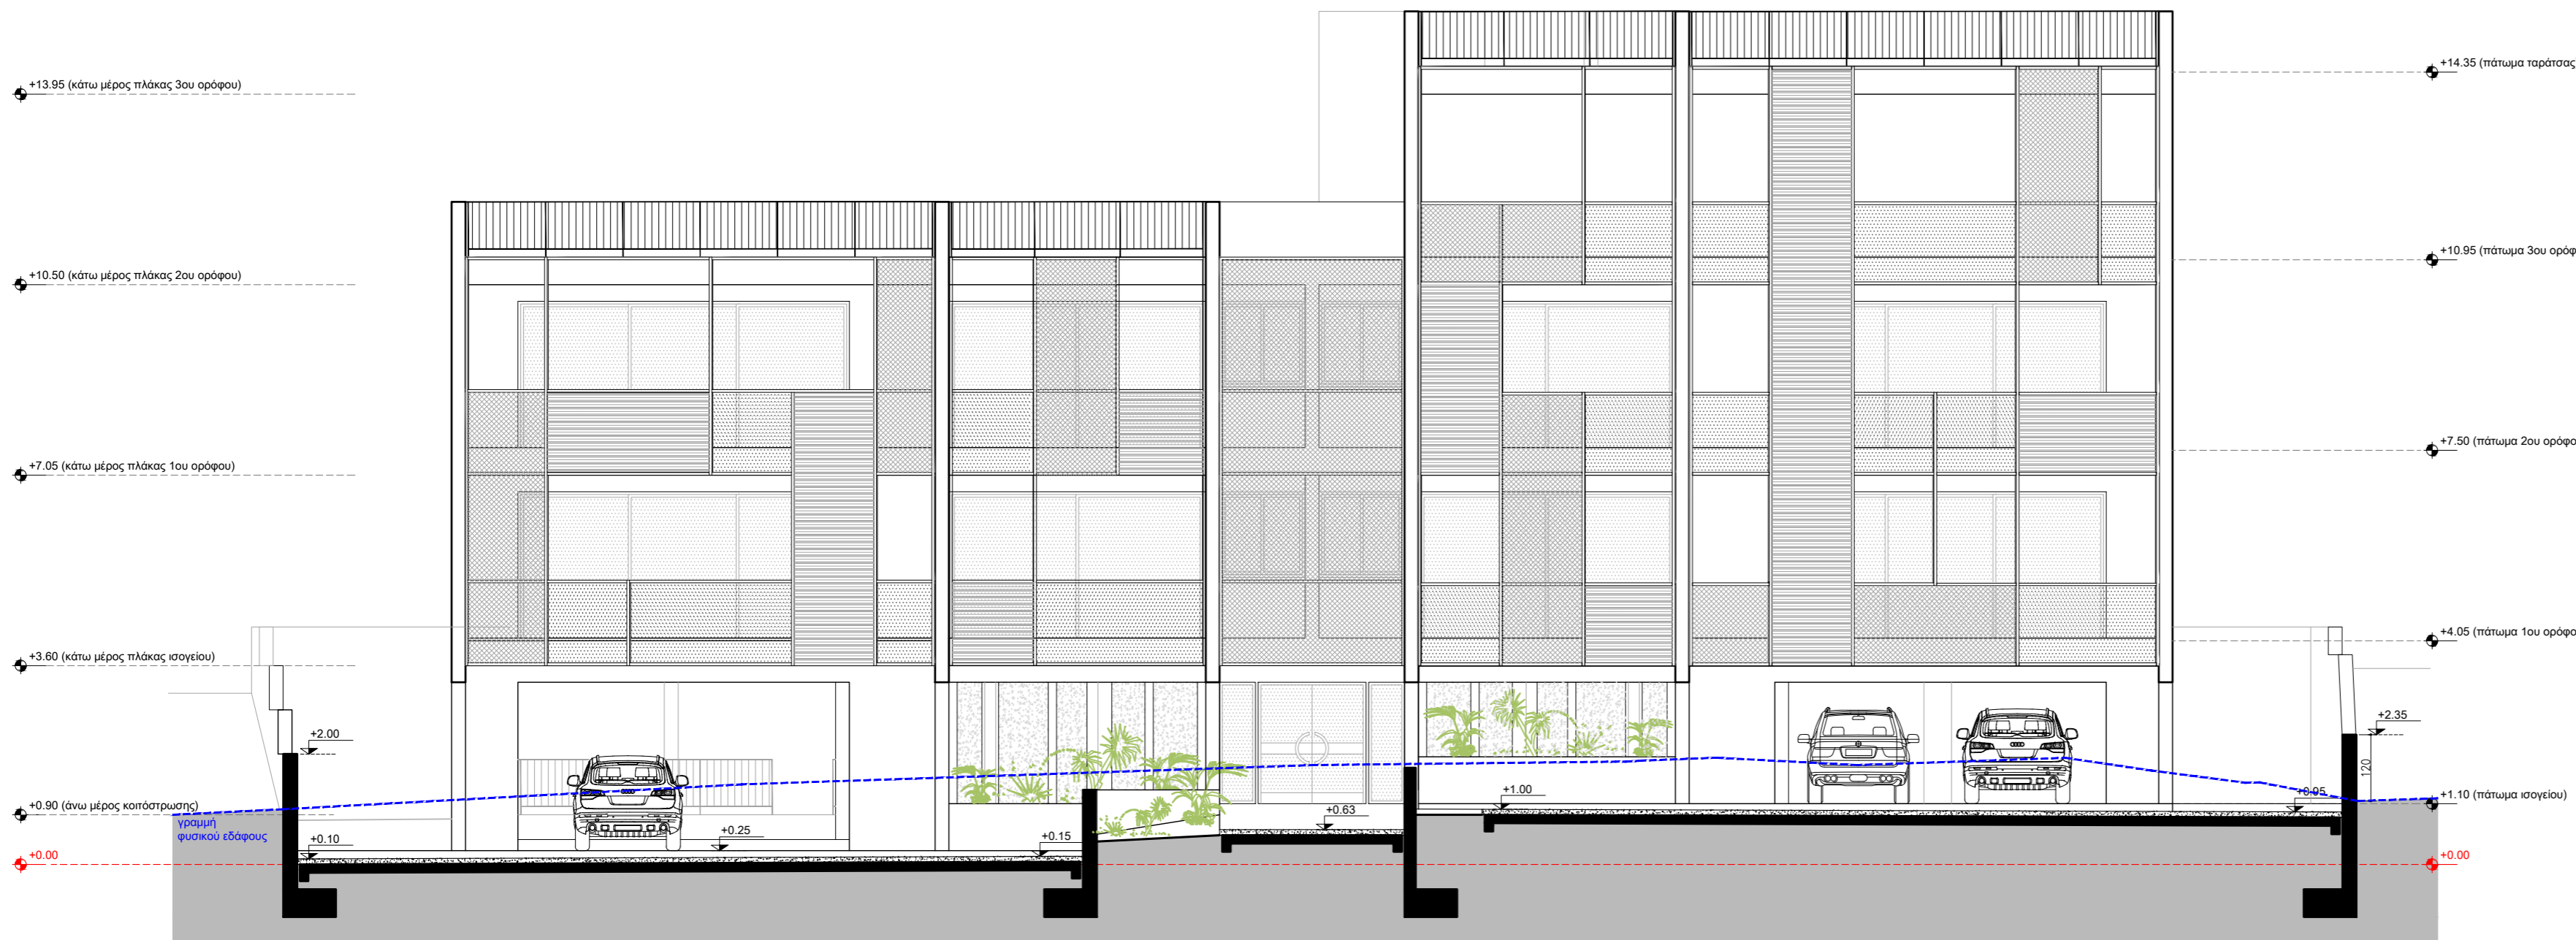 +13.95 (κάτω μέρος πλάκας 3ου ορόφου)
+14.35 (πάτωμα ταράτσας
+10.50 (κάτω μέρος πλάκας 2ου ορόφου)
+10.95 (πάτωμα 3ου ορόφ
+7.05 (κάτω μέρος πλάκας 1ου ορόφου)
+7.50 (πάτωμα 2ου ορόφο
+3.60 (κάτω μέρος πλάκας ισογείου)
+4.05 (πάτωμα 1ου ορόφο
+2.00
+2.35
120
+0.90 (άνω μέρος κοιτόστρωσης)
+1.00
+0.95
+1.10 (πάτωμα ισογείου)
γραμμή
φυσικού εδάφους
+0.10
+0.25
+0.15
+0.63
+0.00
+0.00